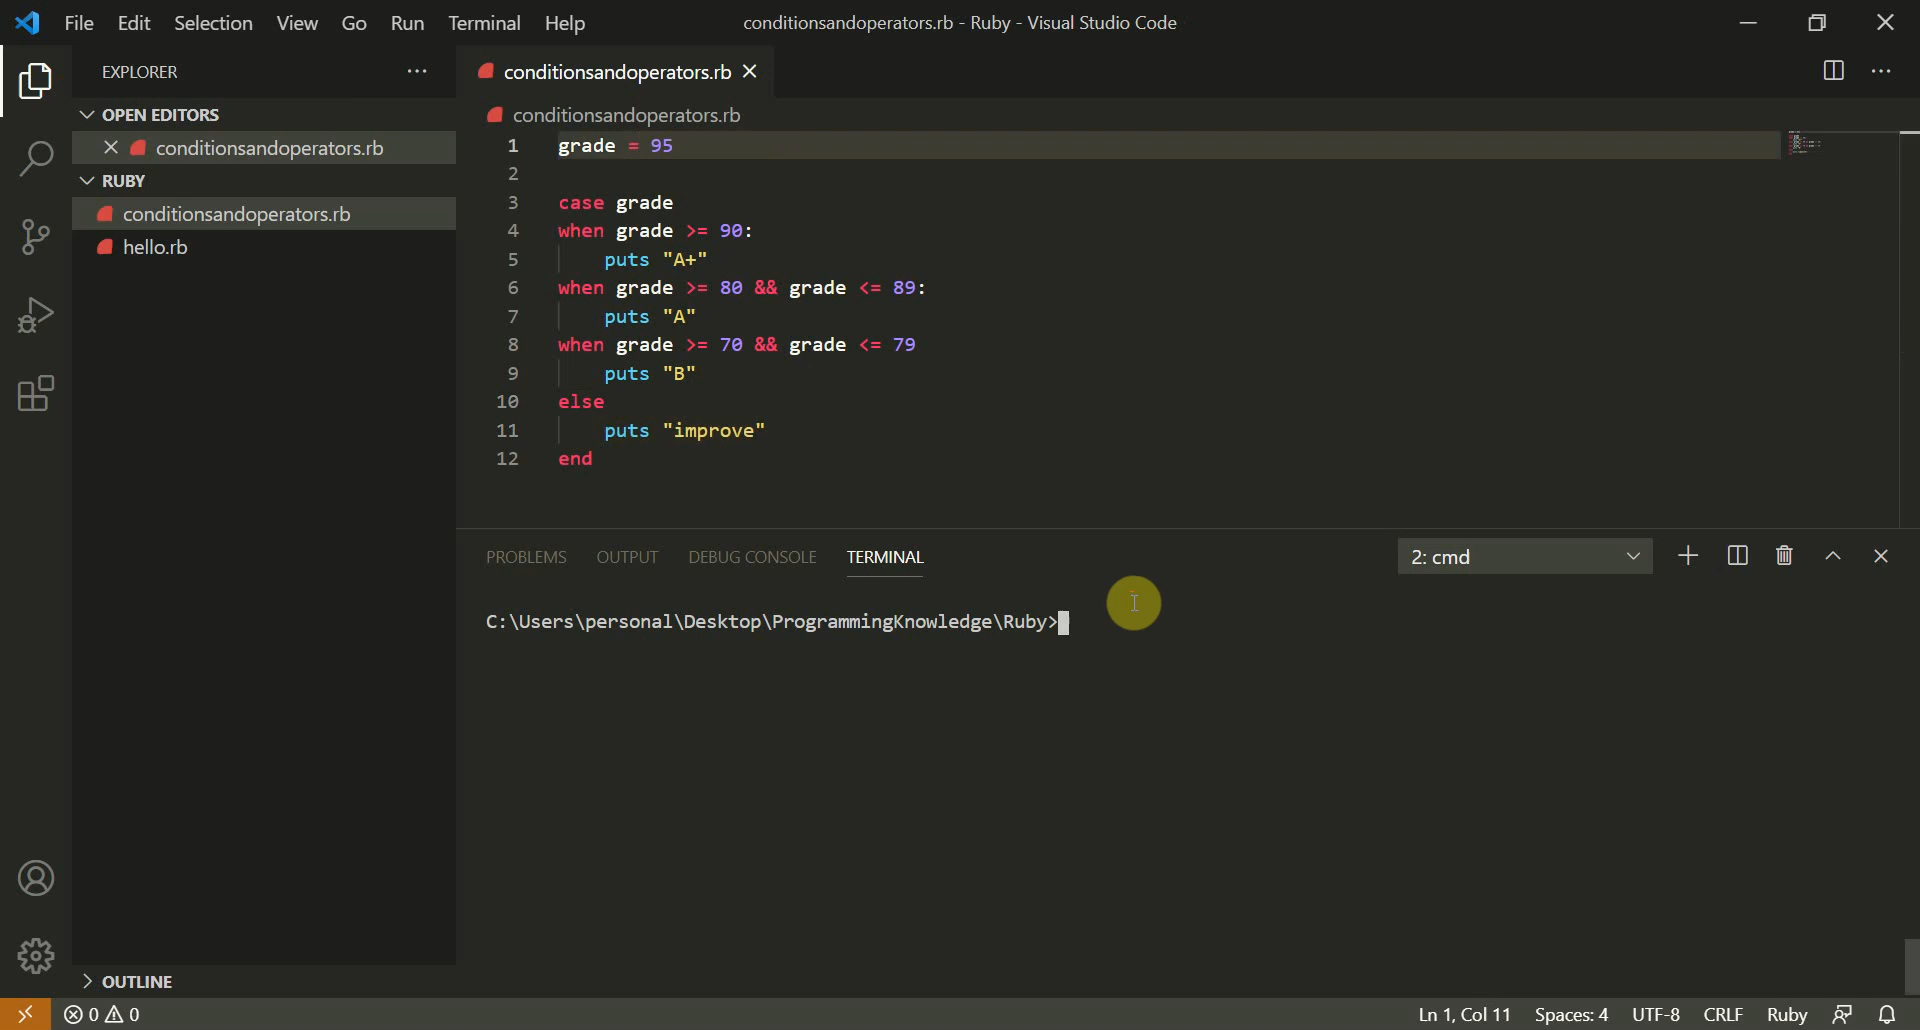 File Edit Selection View Go Run Terminal Help
conditionsandoperators.rb - Ruby - Visual Studio Code
EXPLORER
OPEN EDITORS
conditionsandoperators.rb
RUBY
conditionsandoperators.rb
hello.rb
OUTLINE
conditionsandoperators.rb
conditionsandoperators.rb
1 grade = 95
2
3 case grade
4 when grade >= 90:
5 puts "A+"
6 when grade >= 80 && grade <= 89:
7 puts "A"
8 when grade >= 70 && grade <= 79
9 puts "B"
10 else
11 puts "improve"
12 end
PROBLEMS OUTPUT DEBUG CONSOLE TERMINAL
2: cmd
C:\Users\personal\Desktop\ProgrammingKnowledge\Ruby>
0 0
Ln 1, Col 11 Spaces: 4 UTF-8 CRLF Ruby